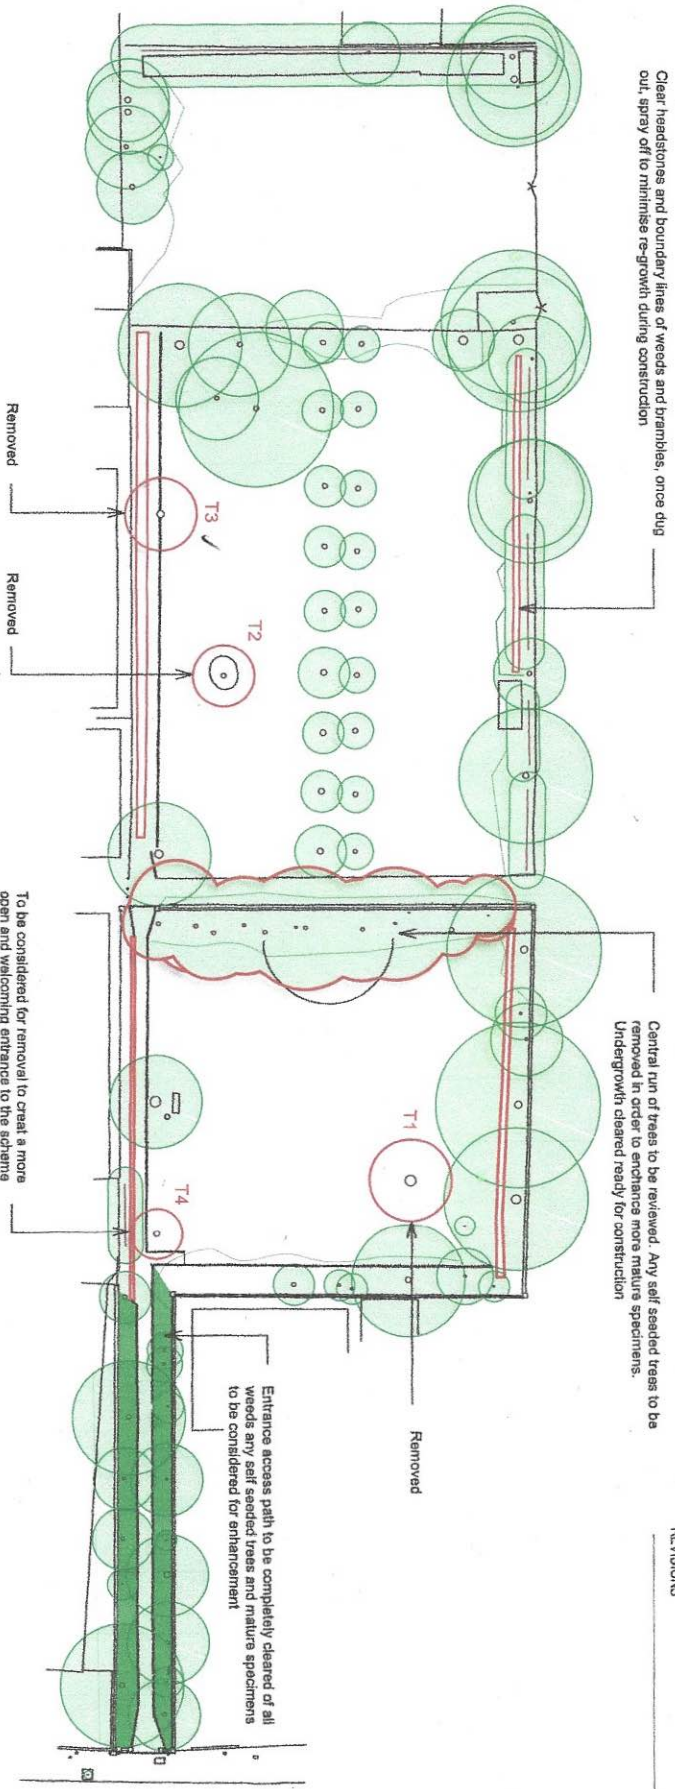 REVISIONS
Clear headstones and boundary lines of weeds and brambles, once dug
out, spray off to minimise re-growth during construction
Central run of trees to be reviewed. Any self seeded trees to be
removed in order to enchance more mature specimens.
Undergrowth cleared ready for construction
T1
Removed
T2
T3
T4
Entrance access path to be completely cleared of all
weeds any self seeded trees and mature specimens
to be considered for enhancement
Removed
Removed
To be considered for removal to creat a more
open and welcoming entrance to the scheme